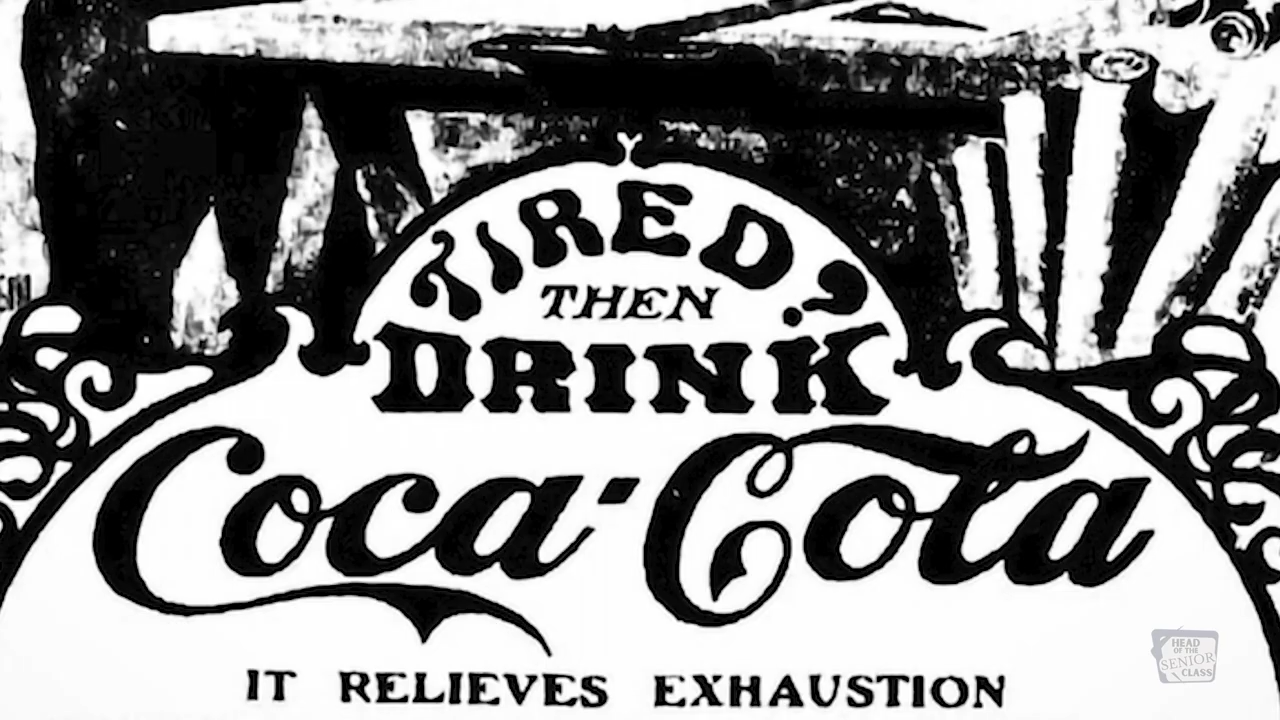 TIRED?
THEN
DRINK
Coca-Cola
IT RELIEVES EXHAUSTION
HEAD
OF THE
SENIOR
CLASS